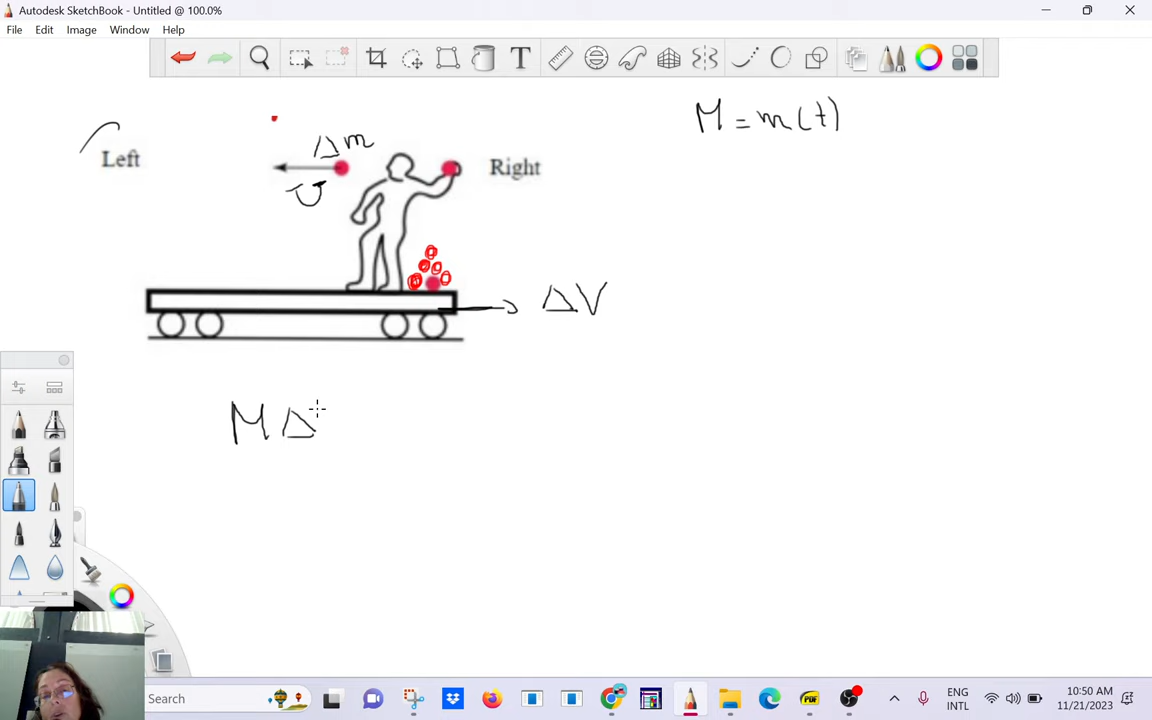 Autodesk SketchBook - Untitled @ 100.0%
File Edit Image Window Help
M = m(t)
Left
Δm
Right
v
ΔV
MΔ
Search
ENG
INTL
10:50 AM
11/21/2023